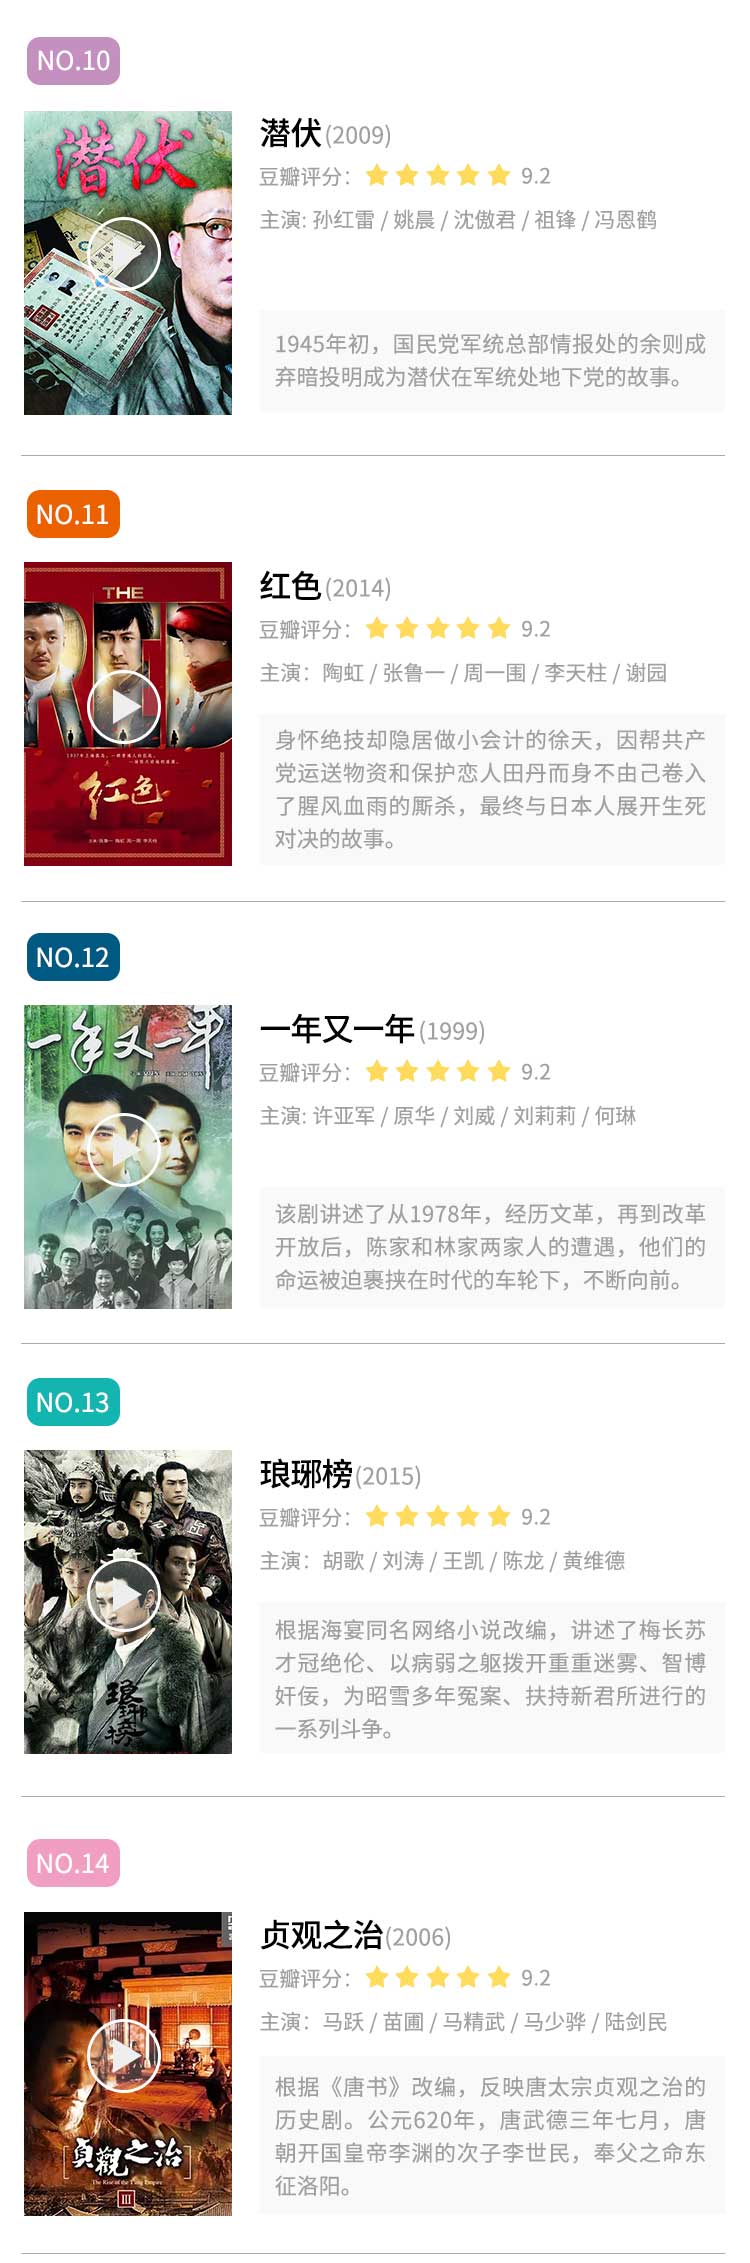 NO.10
潜伏
潜伏(2009)
豆瓣评分： 9.2
主演: 孙红雷 / 姚晨 / 沈傲君 / 祖锋 / 冯恩鹤
1945年初，国民党军统总部情报处的余则成
弃暗投明成为潜伏在军统处地下党的故事。
NO.11
THE
RED
红色
红色(2014)
豆瓣评分： 9.2
主演：陶虹 / 张鲁一 / 周一围 / 李天柱 / 谢园
身怀绝技却隐居做小会计的徐天，因帮共产
党运送物资和保护恋人田丹而身不由己卷入
了腥风血雨的厮杀，最终与日本人展开生死
对决的故事。
NO.12
一年又一年
一年又一年(1999)
豆瓣评分： 9.2
主演: 许亚军 / 原华 / 刘威 / 刘莉莉 / 何琳
该剧讲述了从1978年，经历文革，再到改革
开放后，陈家和林家两家人的遭遇，他们的
命运被迫裹挟在时代的车轮下，不断向前。
NO.13
琅琊榜
琅琊榜(2015)
豆瓣评分： 9.2
主演：胡歌 / 刘涛 / 王凯 / 陈龙 / 黄维德
根据海宴同名网络小说改编，讲述了梅长苏
才冠绝伦、以病弱之躯拨开重重迷雾、智博
奸佞，为昭雪多年冤案、扶持新君所进行的
一系列斗争。
NO.14
貞觀之治
The Rise of the Tang Empire
III
贞观之治(2006)
豆瓣评分： 9.2
主演：马跃 / 苗圃 / 马精武 / 马少骅 / 陆剑民
根据《唐书》改编，反映唐太宗贞观之治的
历史剧。公元620年，唐武德三年七月，唐
朝开国皇帝李渊的次子李世民，奉父之命东
征洛阳。